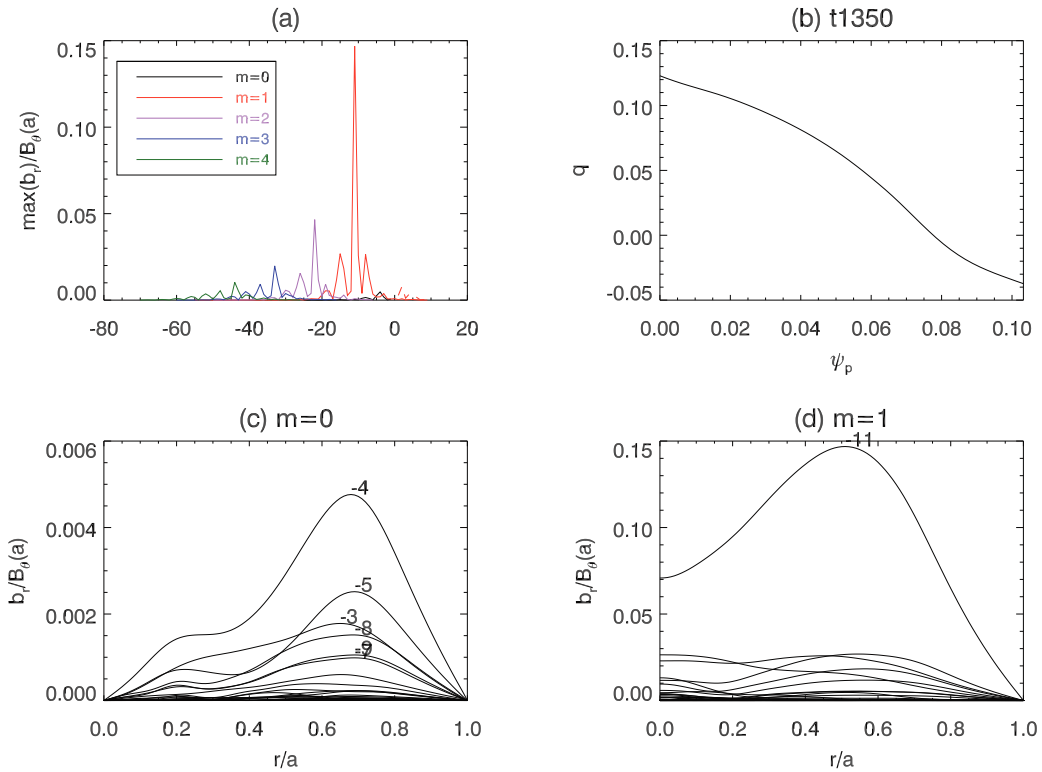 (a)
max(b_r)/B_θ(a)
0.15
0.10
0.05
0.00
m=0
m=1
m=2
m=3
m=4
-80 -60 -40 -20 0 20
(b) t1350
q
0.15
0.10
0.05
0.00
-0.05
0.00 0.02 0.04 0.06 0.08 0.10
ψ_p
(c) m=0
b_r/B_θ(a)
0.006
0.004
0.002
0.000
-4
-5
-3
-8
0.0 0.2 0.4 0.6 0.8 1.0
r/a
(d) m=1
b_r/B_θ(a)
0.15
0.10
0.05
0.00
-11
0.0 0.2 0.4 0.6 0.8 1.0
r/a